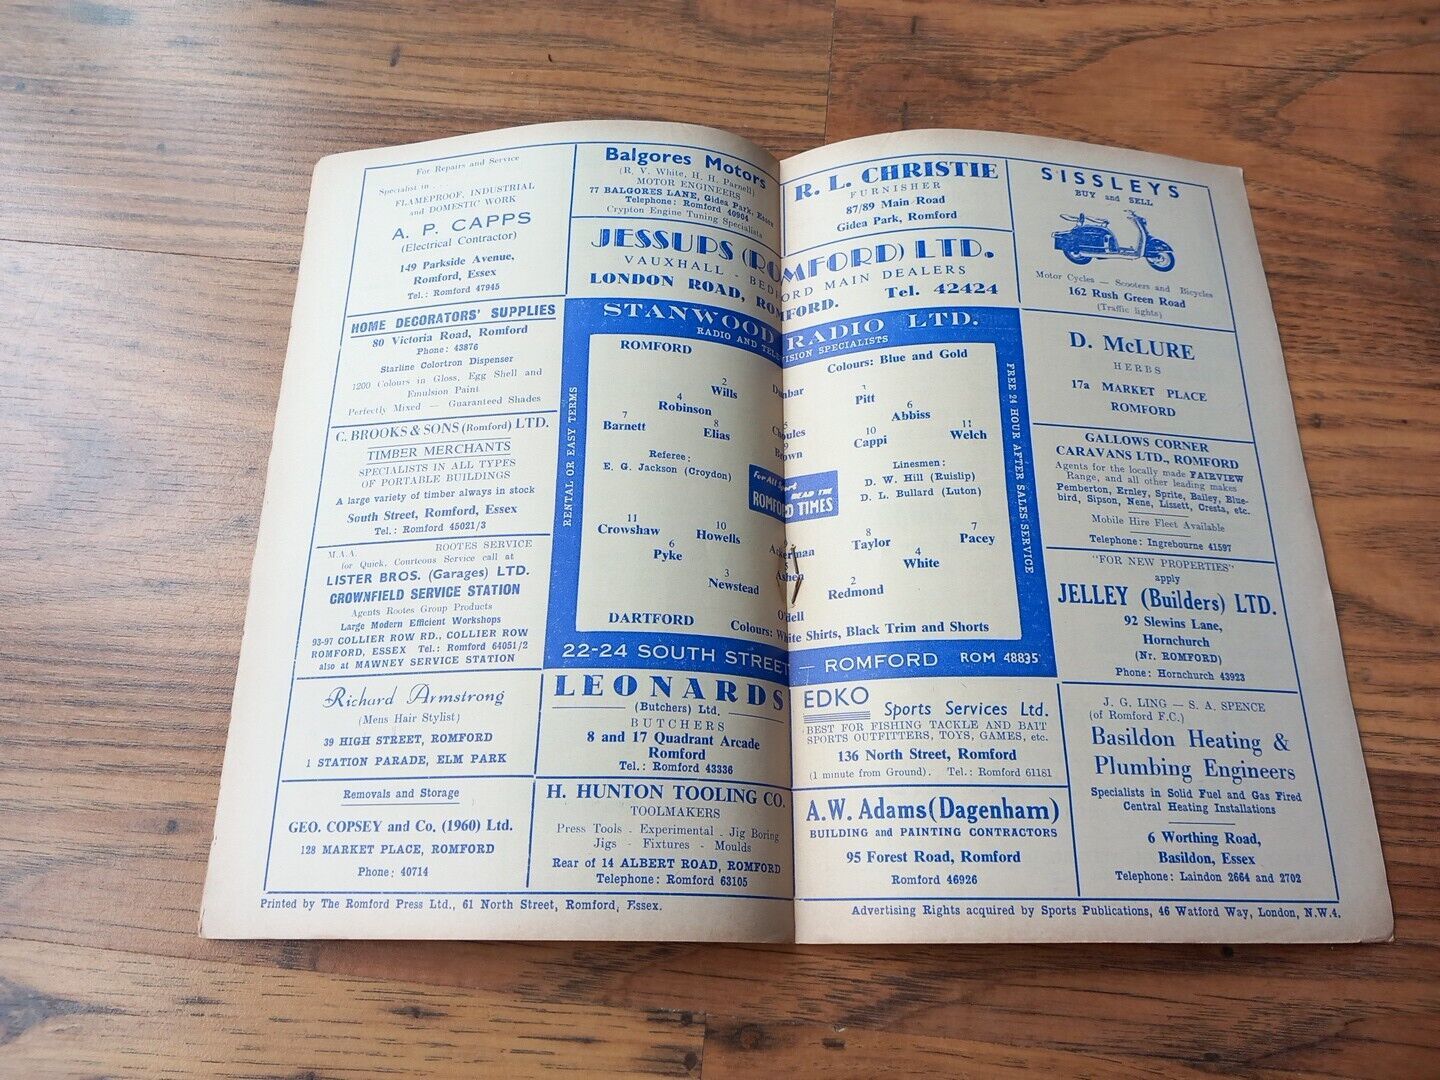 For Repairs and Service
Specialist in . .
FLAMEPROOF, INDUSTRIAL
and DOMESTIC WORK
A. P. CAPPS
(Electrical Contractor)
149 Parkside Avenue,
Romford, Essex
Tel.: Romford 47945
Balgores Motors
(R. V. White, H. H. Parnell)
MOTOR ENGINEERS
77 BALGORES LANE, Gidea Park, Essex
Telephone: Romford 40904
Crypton Engine Tuning Specialists
R. L. CHRISTIE
FURNISHER
87/89 Main Road
Gidea Park, Romford
SISSLEYS
BUY and SELL
Motor Cycles — Scooters and Bicycles
162 Rush Green Road
(Traffic lights)
JESSUPS (ROMFORD) LTD.
VAUXHALL - BEDFORD MAIN DEALERS
LONDON ROAD, ROMFORD. Tel. 42424
HOME DECORATORS' SUPPLIES
80 Victoria Road, Romford
Phone: 43876
Starline Colortron Dispenser
1200 Colours in Gloss, Egg Shell and
Emulsion Paint
Perfectly Mixed — Guaranteed Shades
C. BROOKS & SONS (Romford) LTD.
TIMBER MERCHANTS
SPECIALISTS IN ALL TYPES
OF PORTABLE BUILDINGS
A large variety of timber always in stock
South Street, Romford, Essex
Tel.: Romford 45021/3
M.A.A. ROOTES SERVICE
for Quick, Courteous Service call at
LISTER BROS. (Garages) LTD.
CROWNFIELD SERVICE STATION
Agents Rootes Group Products
Large Modern Efficient Workshops
93-97 COLLIER ROW RD., COLLIER ROW
ROMFORD, ESSEX Tel.: Romford 64051/2
also at MAWNEY SERVICE STATION
STANWOOD RADIO LTD.
RADIO AND TELEVISION SPECIALISTS
RENTAL OR EASY TERMS
ROMFORD Colours: Blue and Gold
Dunbar
2 3
Wills Pitt
4 5 6
Robinson Choules Abbiss
7 8 9 10 11
Barnett Elias Brown Cappi Welch
Referee: Linesmen:
E. G. Jackson (Croydon) D. W. Hill (Ruislip)
D. L. Bullard (Luton)
For All Sport
READ THE
ROMFORD TIMES
11 10 8 7
Crowshaw Howells Ackerman Taylor Pacey
6 5 4
Pyke Ashen White
3 2
Newstead Redmond
O'dell
DARTFORD Colours: White Shirts, Black Trim and Shorts
FREE 24 HOUR AFTER SALES SERVICE
22-24 SOUTH STREET — ROMFORD ROM 48835
D. McLURE
HERBS
17a MARKET PLACE
ROMFORD
GALLOWS CORNER
CARAVANS LTD., ROMFORD
Agents for the locally made FAIRVIEW
Range, and all other leading makes
Pemberton, Ernley, Sprite, Bailey, Blue-
bird, Sipson, Nene, Lissett, Cresta, etc.
Mobile Hire Fleet Available
Telephone: Ingrebourne 41597
"FOR NEW PROPERTIES"
apply
JELLEY (Builders) LTD.
92 Slewins Lane,
Hornchurch
(Nr. ROMFORD)
Phone: Hornchurch 43923
Richard Armstrong
(Mens Hair Stylist)
39 HIGH STREET, ROMFORD
1 STATION PARADE, ELM PARK
LEONARDS
(Butchers) Ltd.
BUTCHERS
8 and 17 Quadrant Arcade
Romford
Tel.: Romford 43336
EDKO Sports Services Ltd.
BEST FOR FISHING TACKLE AND BAIT
SPORTS OUTFITTERS, TOYS, GAMES, etc.
136 North Street, Romford
(1 minute from Ground). Tel.: Romford 61181
J. G. LING — S. A. SPENCE
(of Romford F.C.)
Basildon Heating &
Plumbing Engineers
Specialists in Solid Fuel and Gas Fired
Central Heating Installations
6 Worthing Road,
Basildon, Essex
Telephone: Laindon 2664 and 2702
Removals and Storage
GEO. COPSEY and Co. (1960) Ltd.
128 MARKET PLACE, ROMFORD
Phone: 40714
H. HUNTON TOOLING CO.
TOOLMAKERS
Press Tools - Experimental - Jig Boring
Jigs - Fixtures - Moulds
Rear of 14 ALBERT ROAD, ROMFORD
Telephone: Romford 63105
A.W. Adams (Dagenham)
BUILDING and PAINTING CONTRACTORS
95 Forest Road, Romford
Romford 46926
Printed by The Romford Press Ltd., 61 North Street, Romford, Essex.
Advertising Rights acquired by Sports Publications, 46 Watford Way, London, N.W.4.